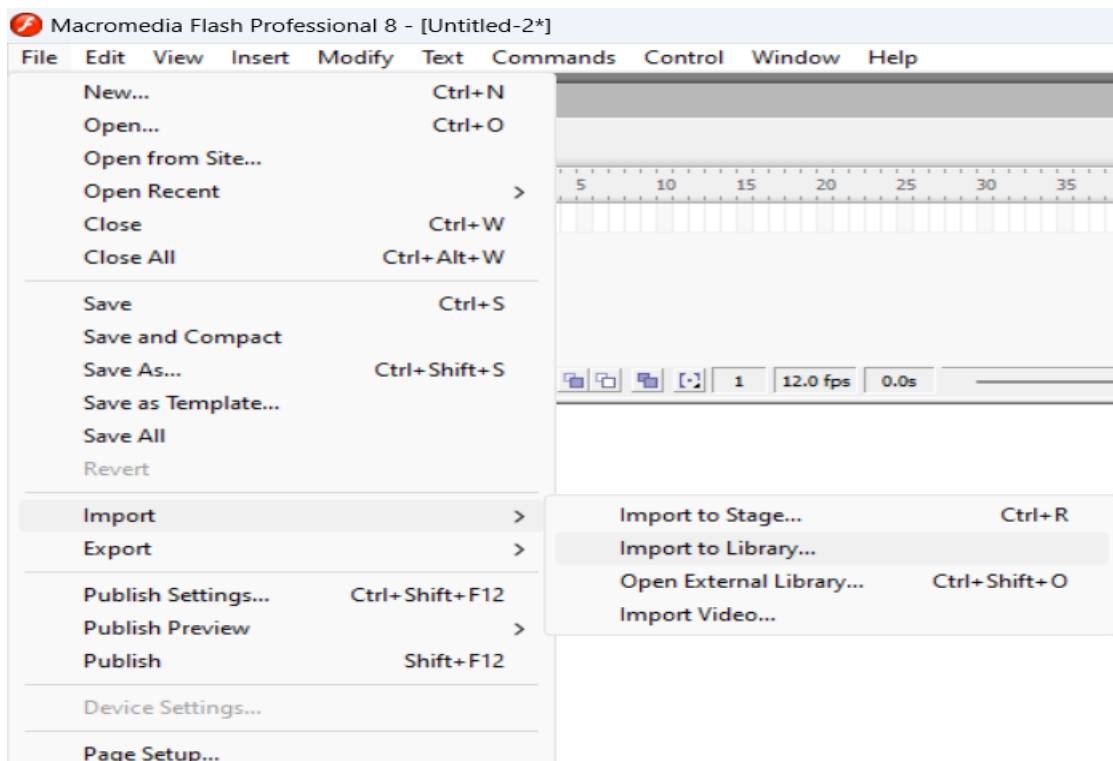 Macromedia Flash Professional 8 - [Untitled-2*]
File Edit View Insert Modify Text Commands Control Window Help
New... Ctrl+N
Open... Ctrl+O
Open from Site...
Open Recent >
Close Ctrl+W
Close All Ctrl+Alt+W
Save Ctrl+S
Save and Compact
Save As... Ctrl+Shift+S
Save as Template...
Save All
Revert
Import >
Export >
Publish Settings... Ctrl+Shift+F12
Publish Preview >
Publish Shift+F12
Device Settings...
Page Setup...
5 10 15 20 25 30 35
1 12.0 fps 0.0s
Import to Stage... Ctrl+R
Import to Library...
Open External Library... Ctrl+Shift+O
Import Video...